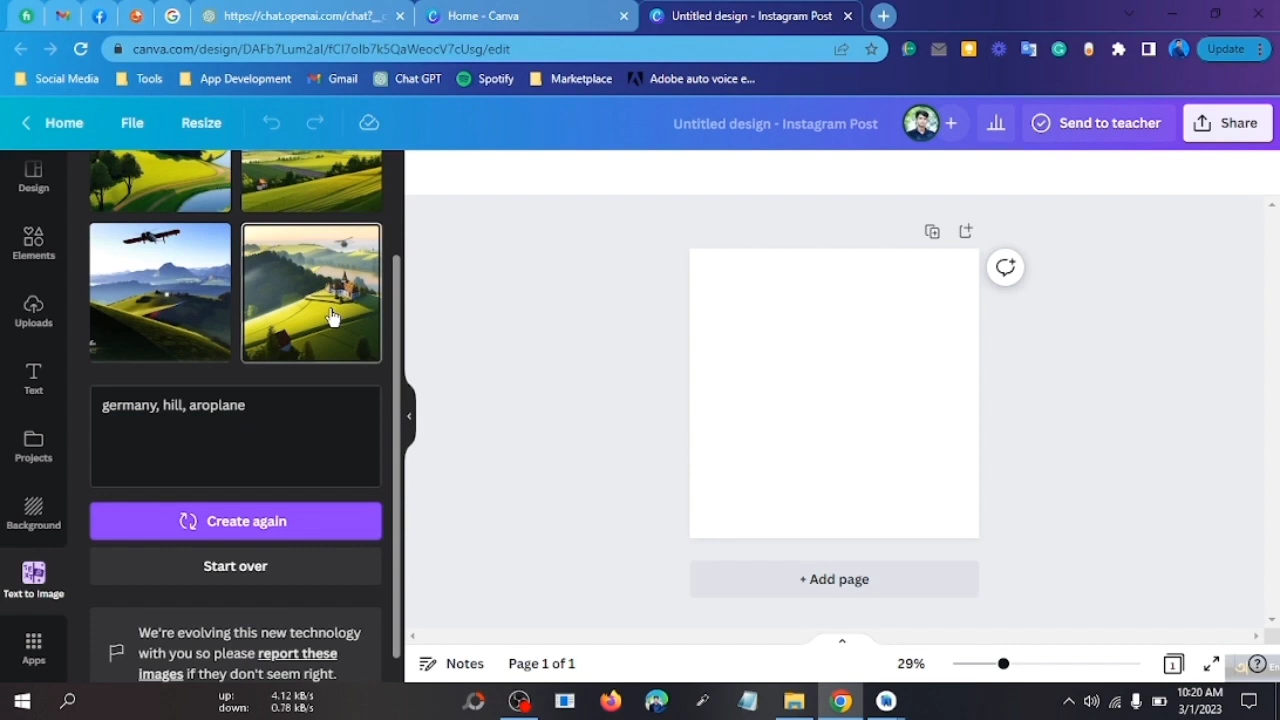 https://chat.openai.com/chat?_
Home - Canva
Untitled design - Instagram Post
canva.com/design/DAFb7Lum2aI/fCI7olb7k5QaWeocV7cUsg/edit
Update
Social Media
Tools
App Development
Gmail
Chat GPT
Spotify
Marketplace
Adobe auto voice e...
Home
File
Resize
Untitled design - Instagram Post
Send to teacher
Share
Design
Elements
Uploads
Text
Projects
Background
Text to Image
Apps
germany, hill, aroplane
Create again
Start over
We're evolving this new technology
with you so please report these
Images if they don't seem right.
+ Add page
Notes
Page 1 of 1
29%
1
up: 4.12 kB/s
down: 0.78 kB/s
10:20 AM
3/1/2023